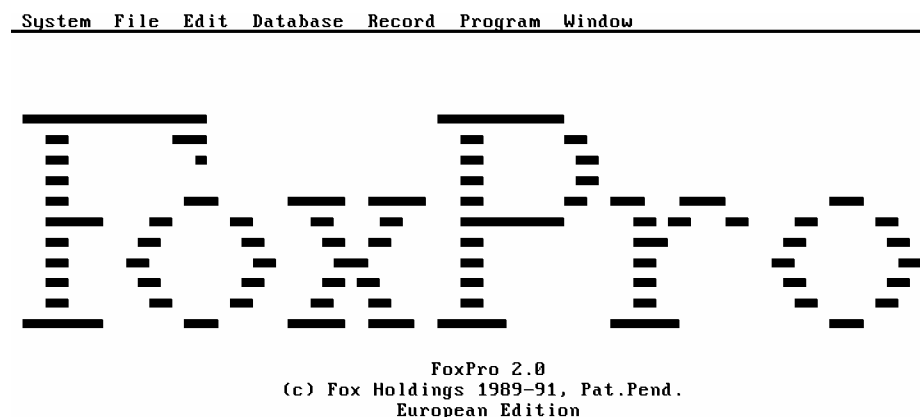 System File Edit Database Record Program Window
FoxPro
FoxPro 2.0
(c) Fox Holdings 1989-91, Pat.Pend.
European Edition